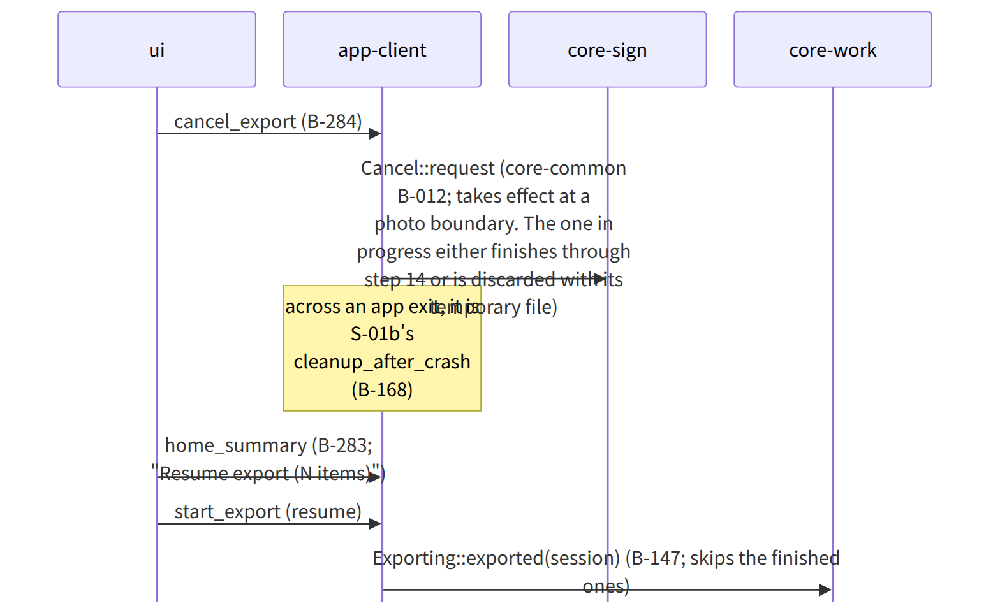 ui
app-client
core-sign
core-work
cancel_export (B-284)
Cancel::request (core-common
B-012; takes effect at a
photo boundary. The one in
progress either finishes through
step 14 or is discarded with its
temporary file)
across an app exit, it is
S-01b's
cleanup_after_crash
(B-168)
home_summary (B-283;
"Resume export (N items)")
start_export (resume)
Exporting::exported(session) (B-147; skips the finished
ones)